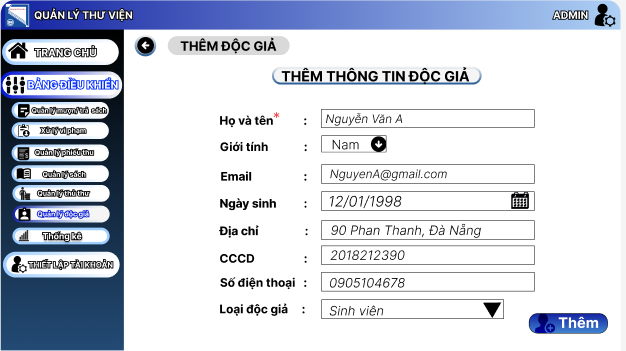 QUẢN LÝ THƯ VIỆN
ADMIN
TRANG CHỦ
THÊM ĐỘC GIẢ
THÊM THÔNG TIN ĐỘC GIẢ
BẢNG ĐIỀU KHIỂN
Quản lý mượn/trả sách
Xử lý vi phạm
Quản lý phiếu thu
Quản lý sách
Quản lý thủ thư
Quản lý độc giả
Thống kê
THIẾT LẬP TÀI KHOẢN
Họ và tên* : Nguyễn Văn A
Giới tính : Nam
Email : NguyenA@gmail.com
Ngày sinh : 12/01/1998
Địa chỉ : 90 Phan Thanh, Đà Nẵng
CCCD : 2018212390
Số điện thoại : 0905104678
Loại độc giả : Sinh viên
Thêm